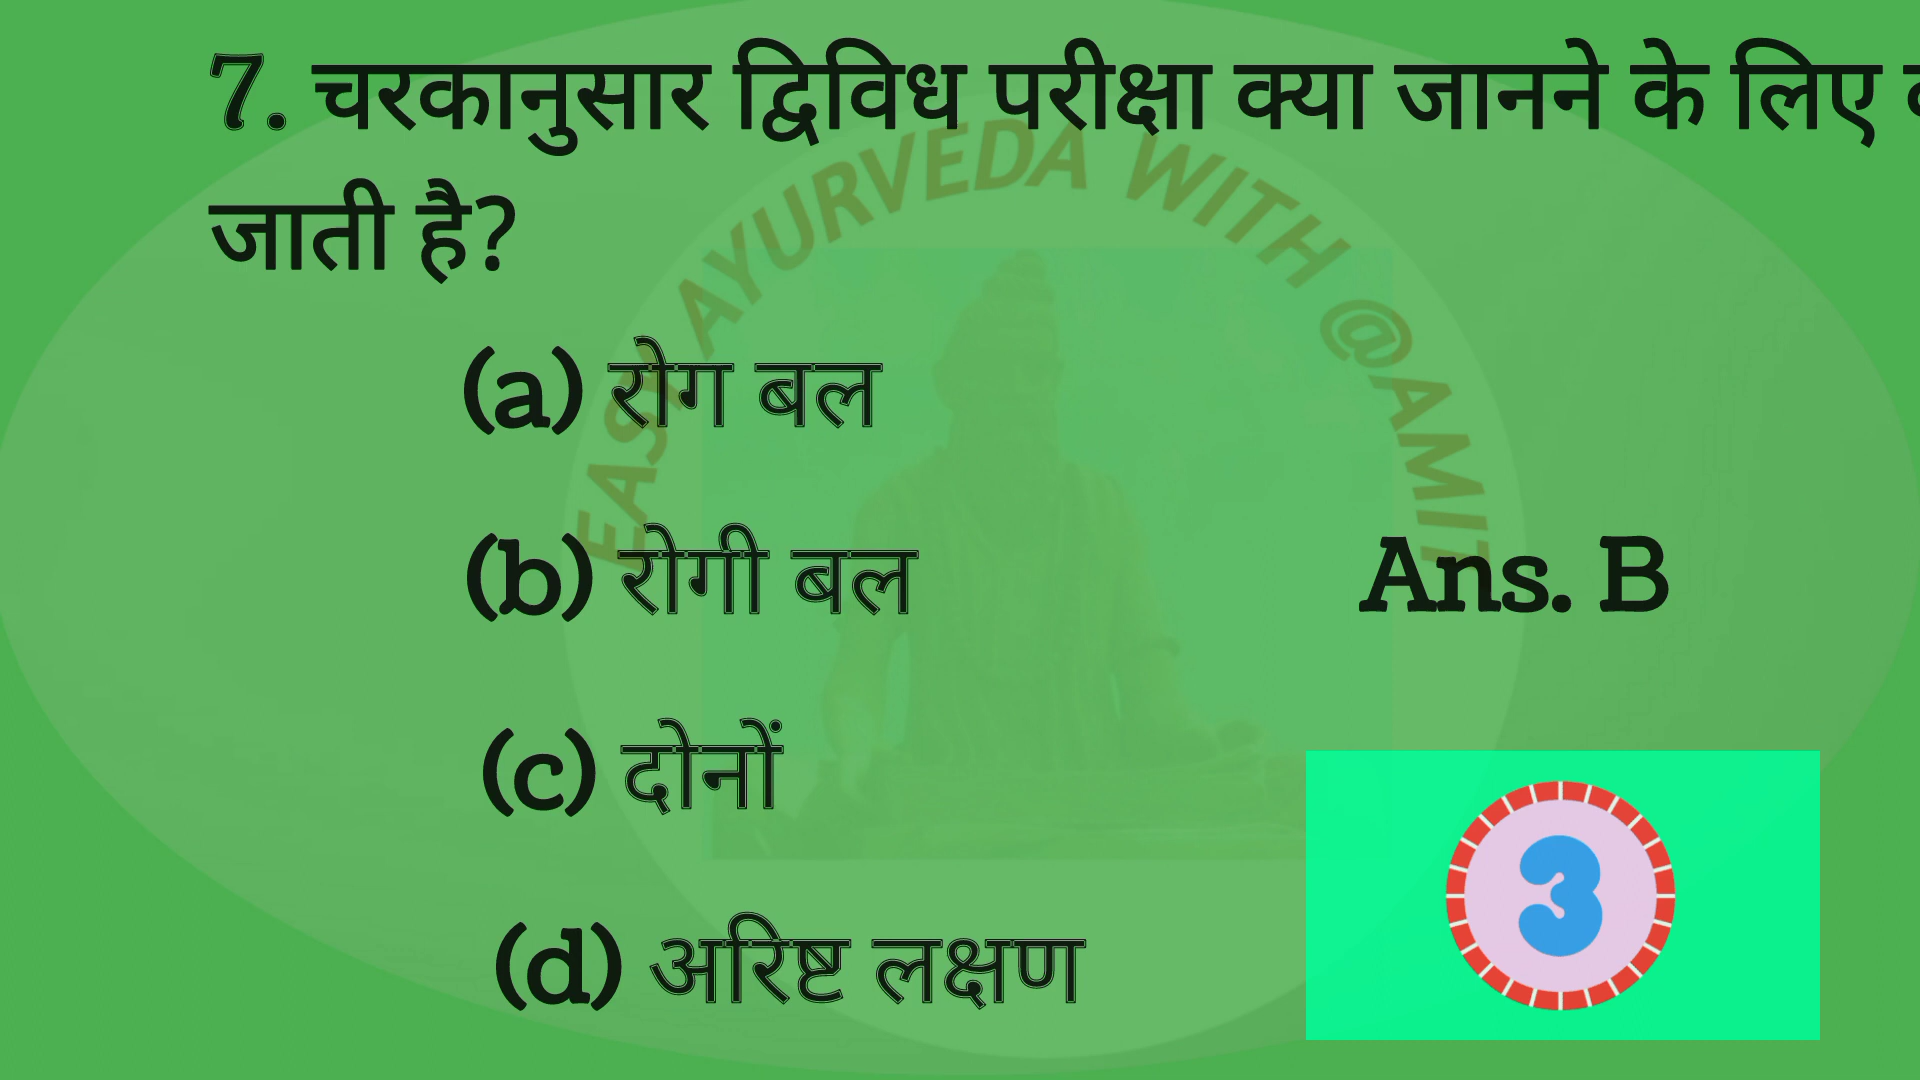 7. चरकानुसार द्विविध परीक्षा क्या जानने के लिए
जाती है?
EASY AYURVEDA WITH @AMIT
(a) रोग बल
(b) रोगी बल
Ans. B
(c) दोनों
3
(d) अरिष्ट लक्षण